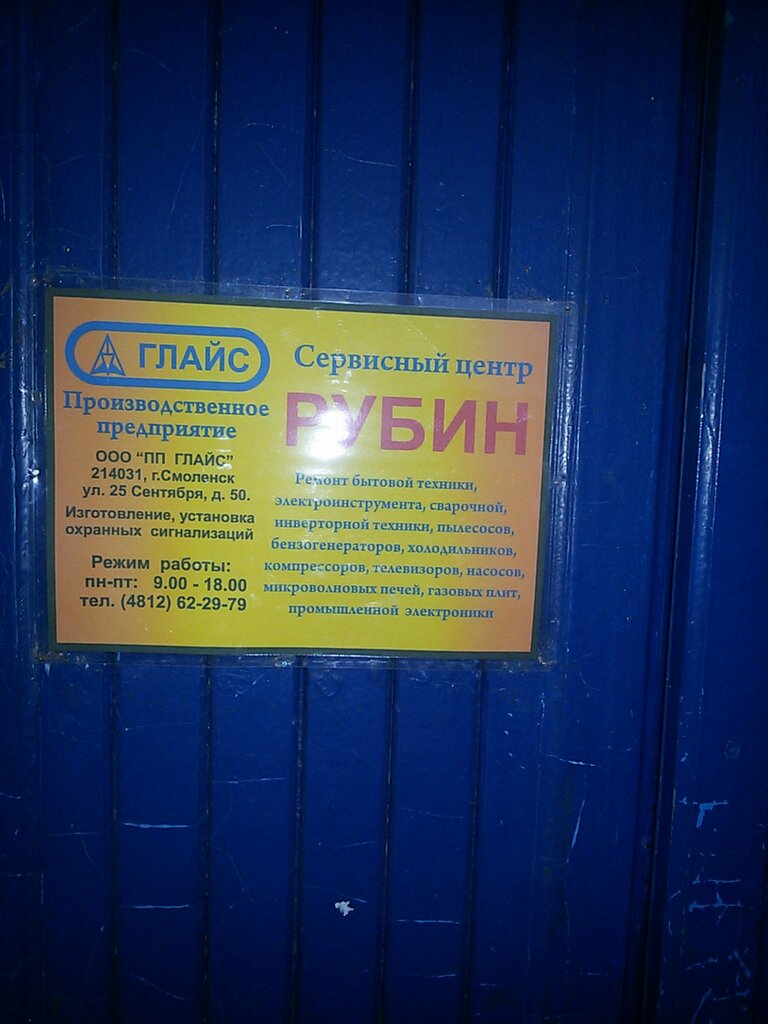 ГЛАЙС
Производственное
предприятие
ООО "ПП ГЛАЙС"
214031, г.Смоленск
ул. 25 Сентября, д. 50.
Изготовление, установка
охранных сигнализаций
Режим работы:
пн-пт: 9.00 - 18.00
тел. (4812) 62-29-79
Сервисный центр
РУБИН
Ремонт бытовой техники,
электроинструмента, сварочной,
инверторной техники, пылесосов,
бензогенераторов, холодильников,
компрессоров, телевизоров, насосов,
микроволновых печей, газовых плит,
промышленной электроники